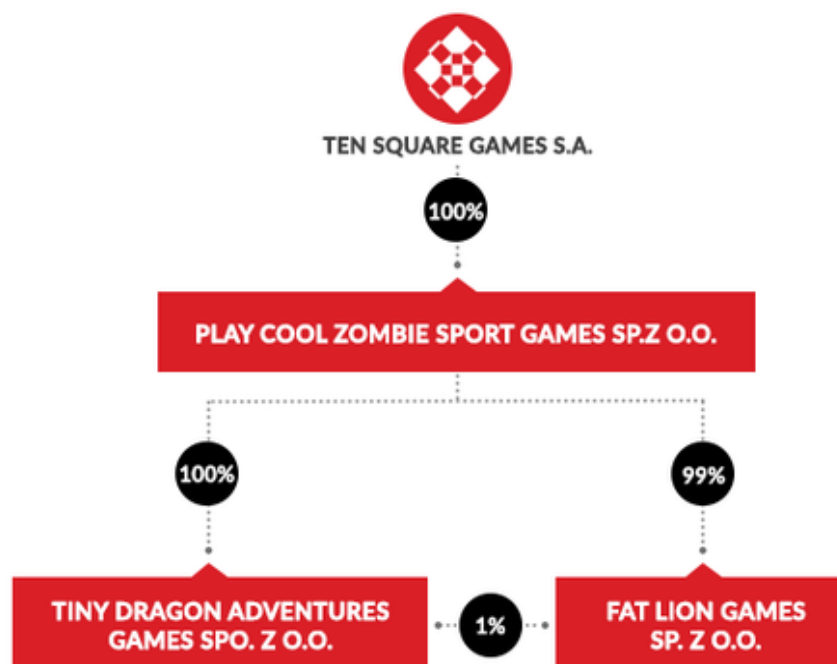 TEN SQUARE GAMES S.A.
100%
PLAY COOL ZOMBIE SPORT GAMES SP.Z O.O.
100%
99%
TINY DRAGON ADVENTURES
GAMES SPO. Z O.O.
1%
FAT LION GAMES
SP. Z O.O.